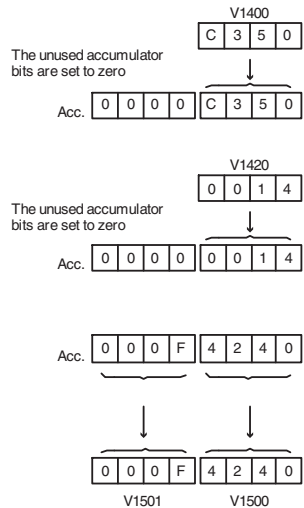 V1400
C 3 5 0
The unused accumulator
bits are set to zero
Acc. 0 0 0 0 C 3 5 0
V1420
0 0 1 4
The unused accumulator
bits are set to zero
Acc. 0 0 0 0 0 0 1 4
Acc. 0 0 0 F 4 2 4 0
0 0 0 F 4 2 4 0
V1501 V1500